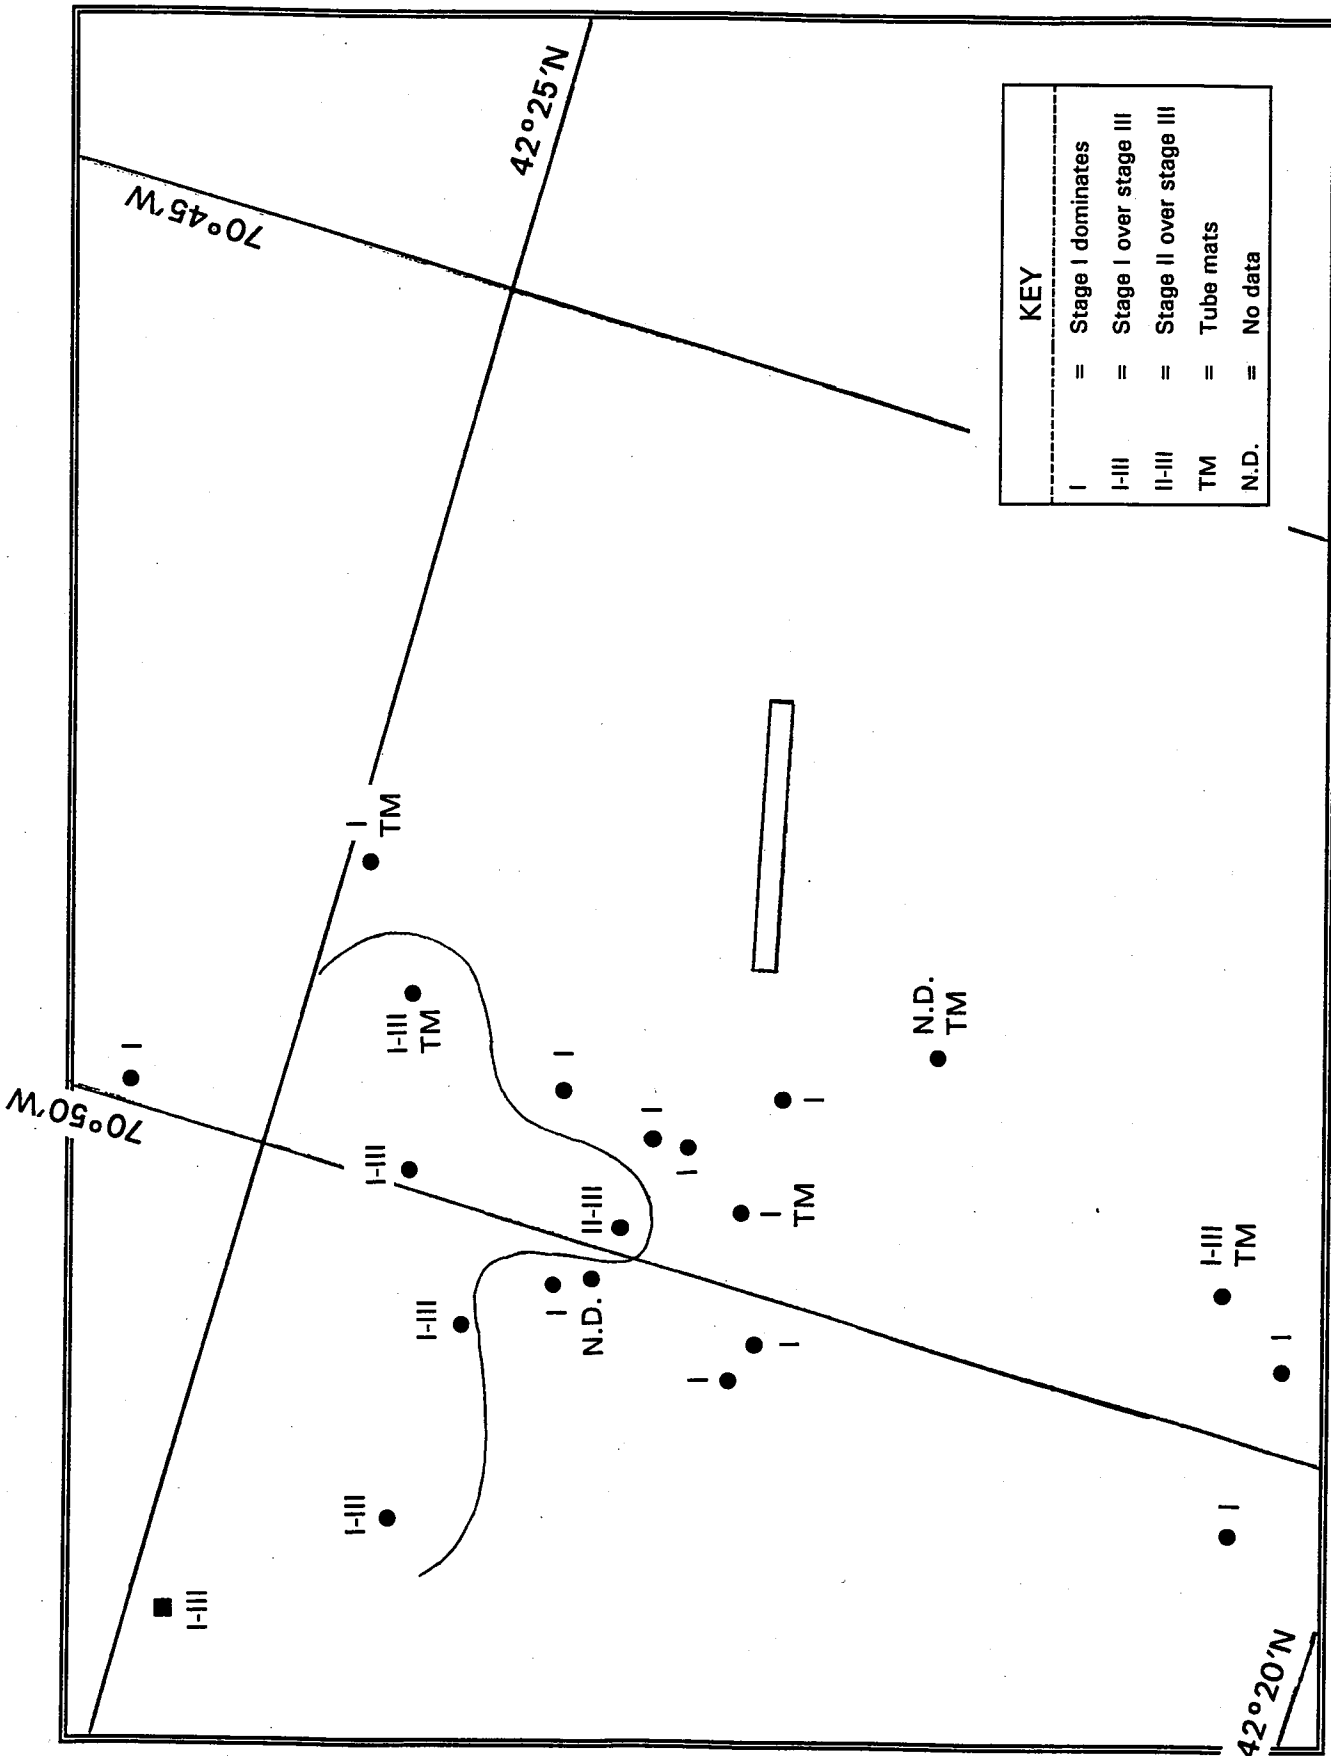 70°50'W
I
70°45'W
I-III
I-III
I
TM
I-III
I-III
TM
I-III
42°25'N
I
I
N.D.
II-III
I
I
I
I
TM
I
I
N.D.
TM
KEY
I = Stage I dominates
I-III = Stage I over stage III
II-III = Stage II over stage III
TM = Tube mats
N.D. = No data
I-III
TM
I
42°20'N
I